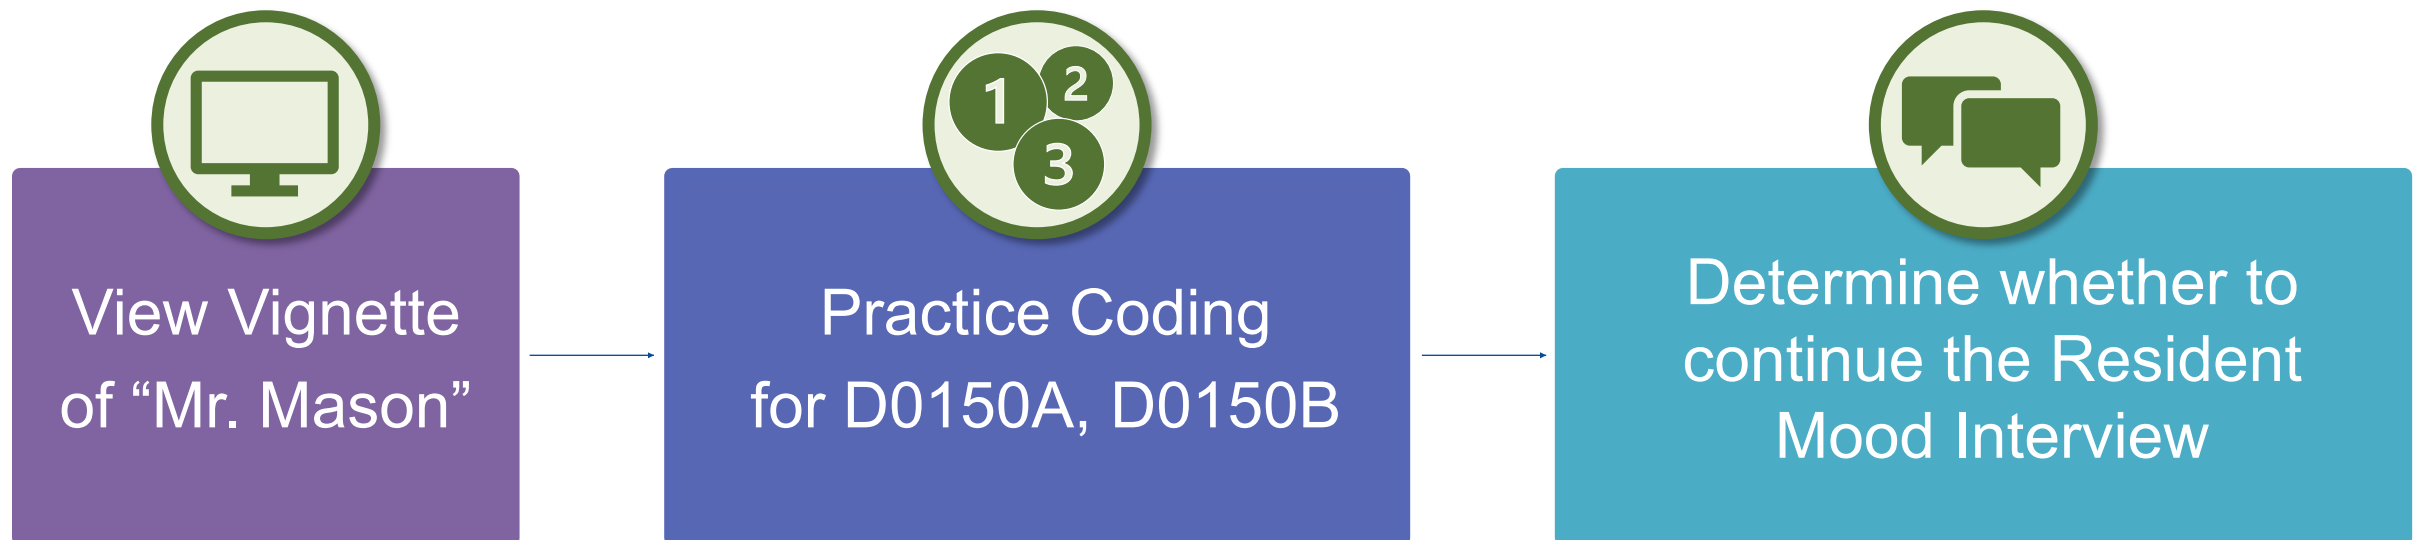 View Vignette
of “Mr. Mason”
1
2
3
Practice Coding
for D0150A, D0150B
Determine whether to
continue the Resident
Mood Interview